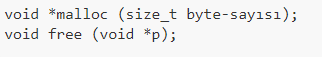 void *malloc (size_t byte-sayısı);
void free (void *p);